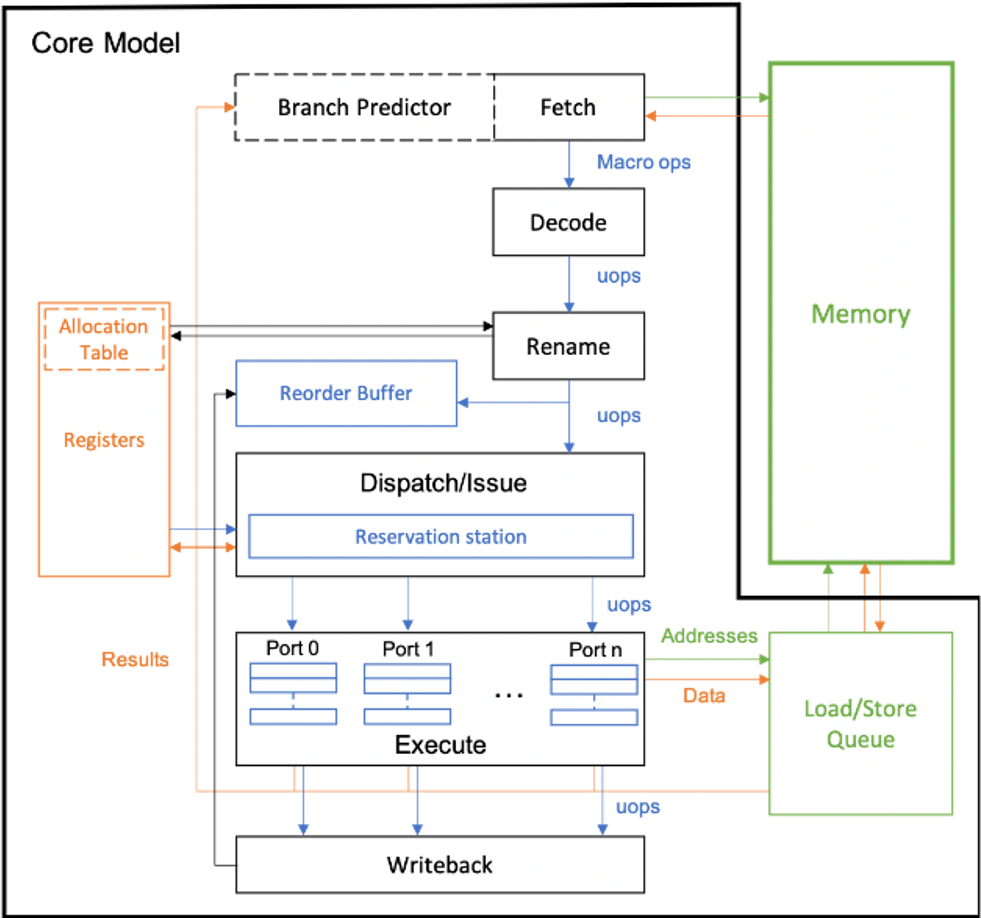 Core Model
Branch Predictor
Fetch
Macro ops
Decode
uops
Memory
Allocation
Table
Rename
Reorder Buffer
uops
Registers
Dispatch/Issue
Reservation station
uops
Addresses
Port 0
Port 1
Port n
Results
Data
...
Load/Store
Queue
Execute
uops
Writeback